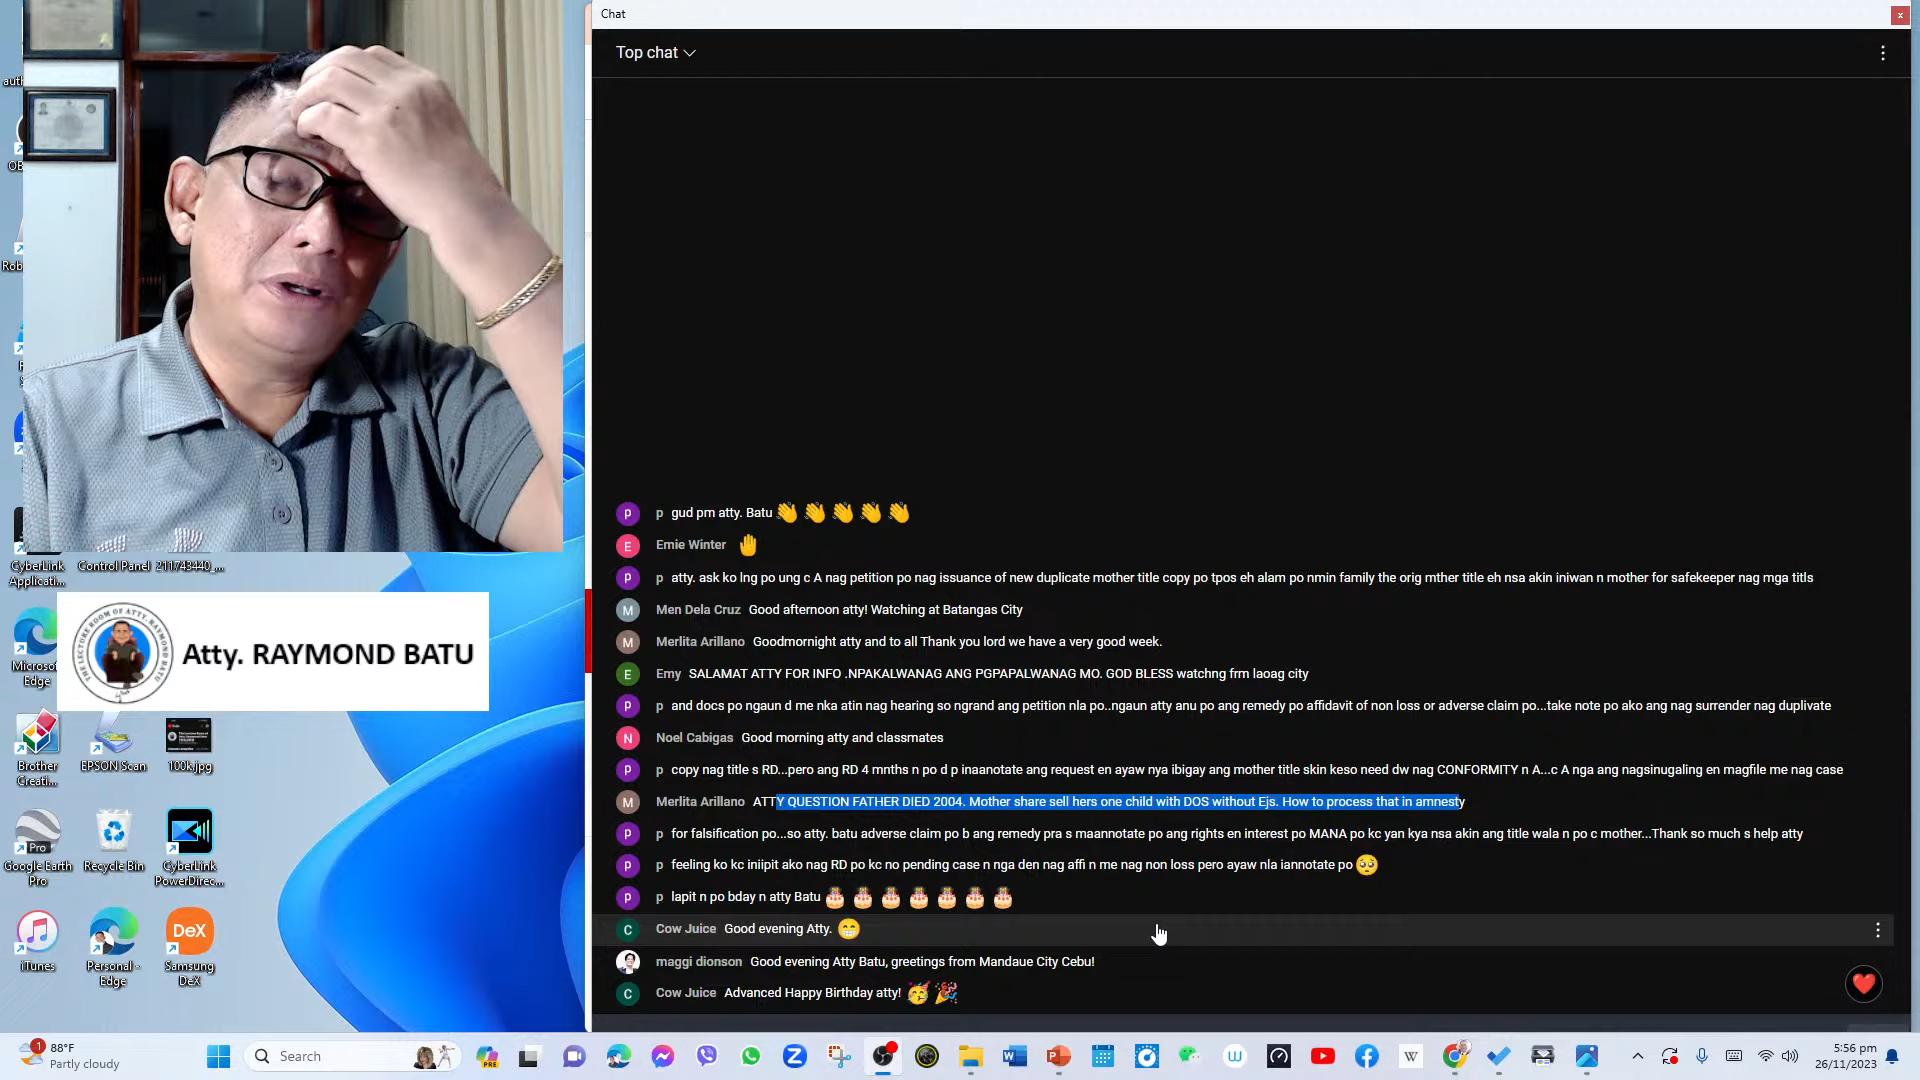 Chat
Top chat
p gud pm atty. Batu 👋👋👋👋👋
Emie Winter 🤚
p atty. ask ko lng po ung c A nag petition po nag issuance of new duplicate mother title copy po tpos eh alam po nmin family the orig mther title eh nsa akin iniwan n mother for safekeeper nag mga titls
Men Dela Cruz Good afternoon atty! Watching at Batangas City
Merlita Arillano Goodmornight atty and to all Thank you lord we have a very good week.
Emy SALAMAT ATTY FOR INFO .NPAKALWANAG ANG PGPAPALWANAG MO. GOD BLESS watchng frm laoag city
p and docs po ngaun d me nka atin nag hearing so ngrand ang petition nla po..ngaun atty anu po ang remedy po affidavit of non loss or adverse claim po...take note po ako ang nag surrender nag duplivate
Noel Cabigas Good morning atty and classmates
p copy nag title s RD...pero ang RD 4 mnths n po d p inaanotate ang request en ayaw nya ibigay ang mother title skin keso need dw nag CONFORMITY n A...c A nga ang nagsinugaling en magfile me nag case
Merlita Arillano ATTY QUESTION FATHER DIED 2004. Mother share sell hers one child with DOS without Ejs. How to process that in amnesty
p for falsification po...so atty. batu adverse claim po b ang remedy pra s maannotate po ang rights en interest po MANA po kc yan kya nsa akin ang title wala n po c mother...Thank so much s help atty
p feeling ko kc iniipit ako nag RD po kc no pending case n nga den nag affi n me nag non loss pero ayaw nla iannotate po 🥺
p lapit n po bday n atty Batu 🎂🎂🎂🎂🎂🎂🎂
Cow Juice Good evening Atty. 😁
maggi dionson Good evening Atty Batu, greetings from Mandaue City Cebu!
Cow Juice Advanced Happy Birthday atty! 🥳🎉
THE LECTURE ROOM OF ATTY. RAYMOND BATU
Atty. RAYMOND BATU
CyberLink Applicati...
Control Panel
211743440_...
Microsof Edge
Brother Creati...
EPSON Scan
100k.jpg
Google Earth Pro
Recycle Bin
CyberLink PowerDirec...
iTunes
Personal - Edge
DeX
Samsung DeX
1
88°F
Partly cloudy
Search
PRE
5:56 pm
26/11/2023